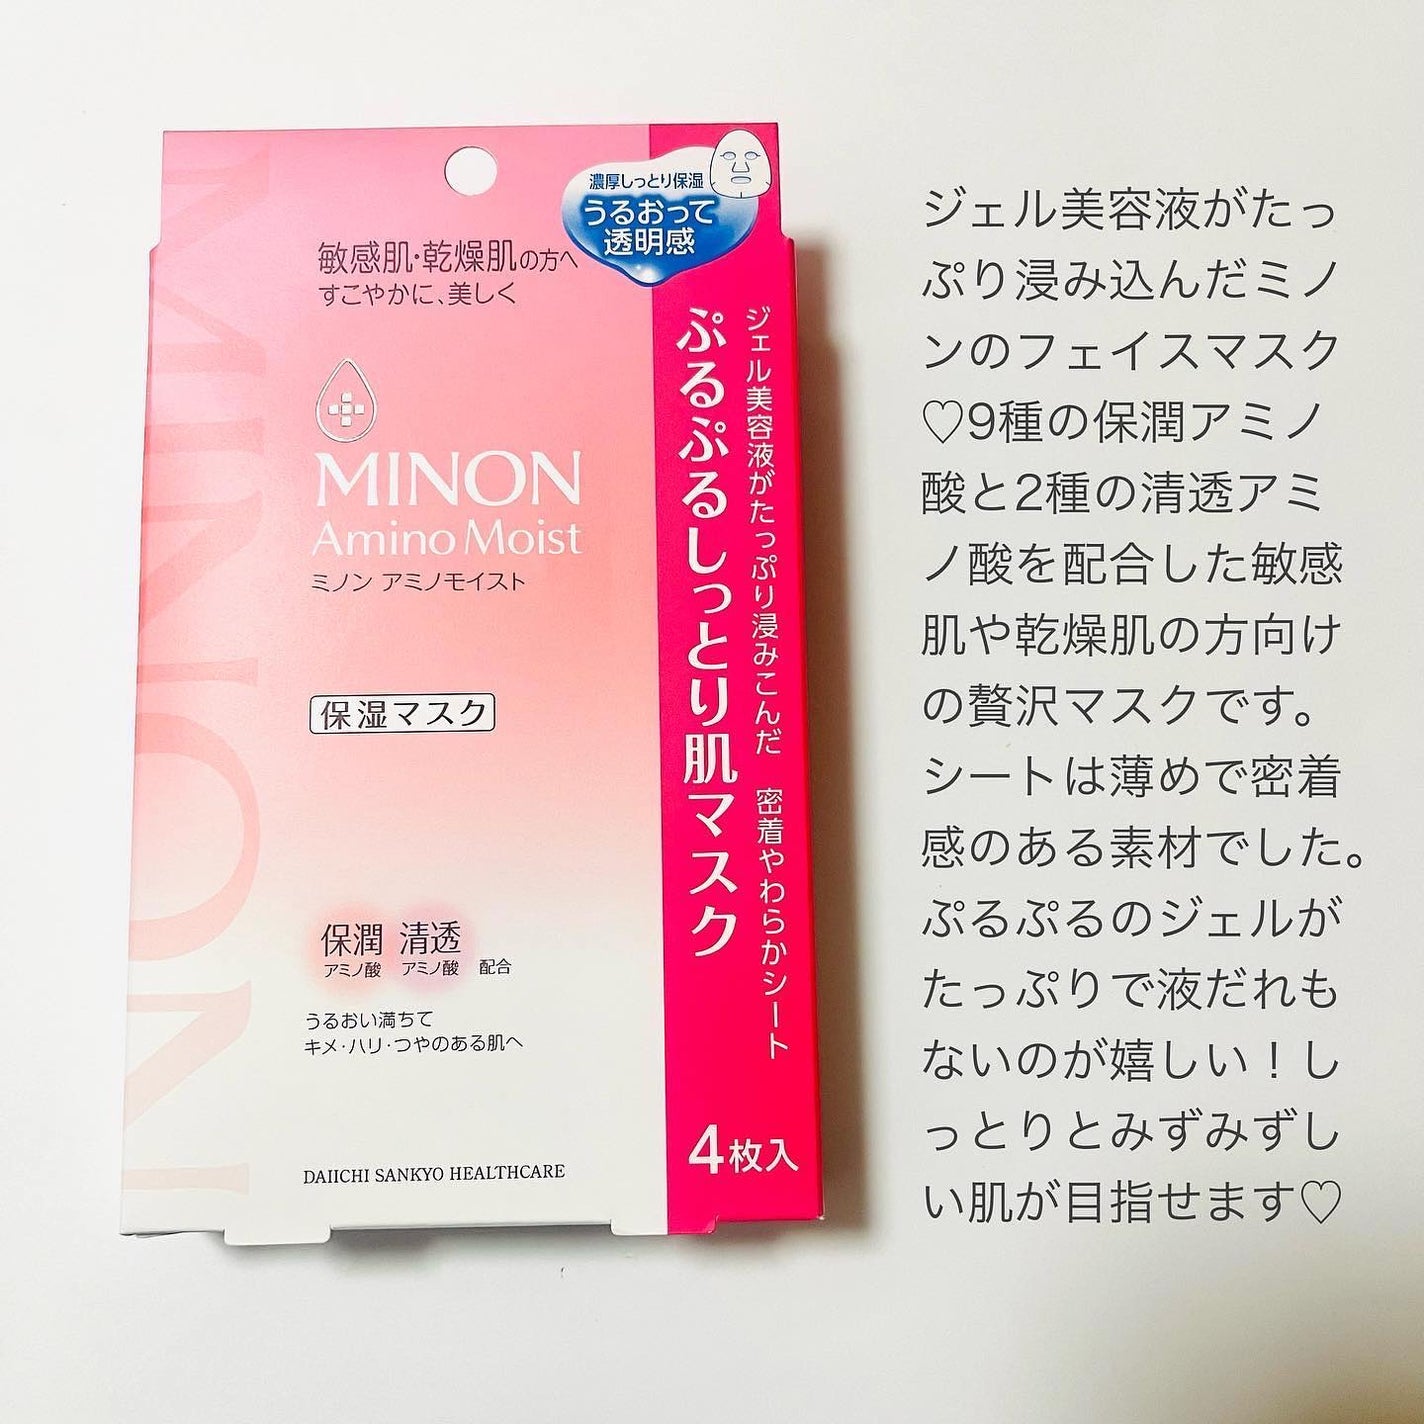 濃厚しっとり保湿
うるおって
透明感
敏感肌・乾燥肌の方へ
すこやかに、美しく
MINON
Amino Moist
ミノン アミノモイスト
保湿マスク
保潤 清透
アミノ酸 アミノ酸 配合
うるおい満ちて
キメ・ハリ・つやのある肌へ
DAIICHI SANKYO HEALTHCARE
MINON
ジェル美容液がたっぷり浸みこんだ 密着やわらかシート
ぷるぷるしっとり肌マスク
4枚入
ジェル美容液がたっ
ぷり浸み込んだミノ
ンのフェイスマスク
♡9種の保潤アミノ
酸と2種の清透アミ
ノ酸を配合した敏感
肌や乾燥肌の方向け
の贅沢マスクです。
シートは薄めで密着
感のある素材でした。
ぷるぷるのジェルが
たっぷりで液だれも
ないのが嬉しい！し
っとりとみずみずし
い肌が目指せます♡